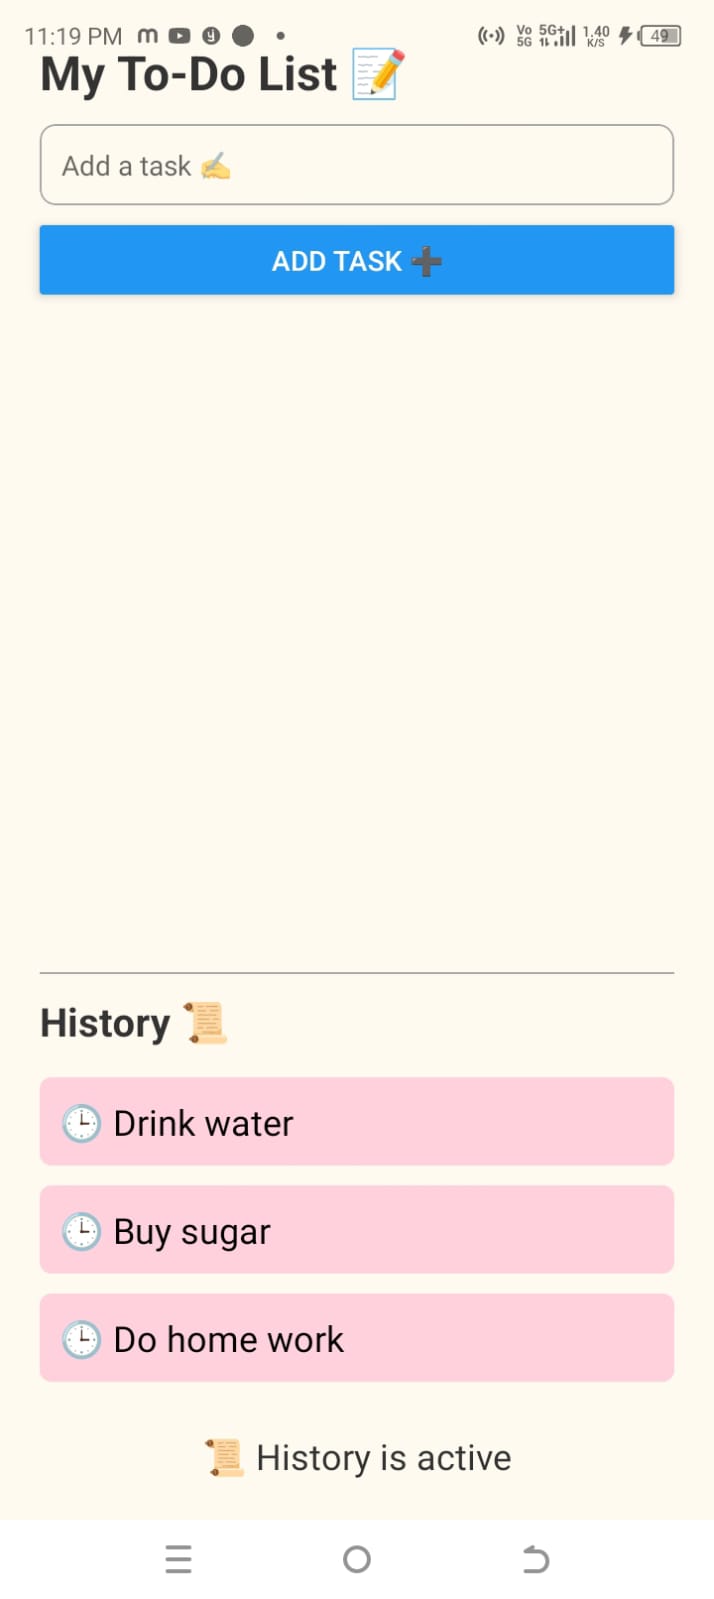 11:19 PM
Vo 5G 5G+ 1.40 K/S 49
My To-Do List 📝
Add a task ✍️
ADD TASK ➕
History 📜
🕒 Drink water
🕒 Buy sugar
🕒 Do home work
📜 History is active